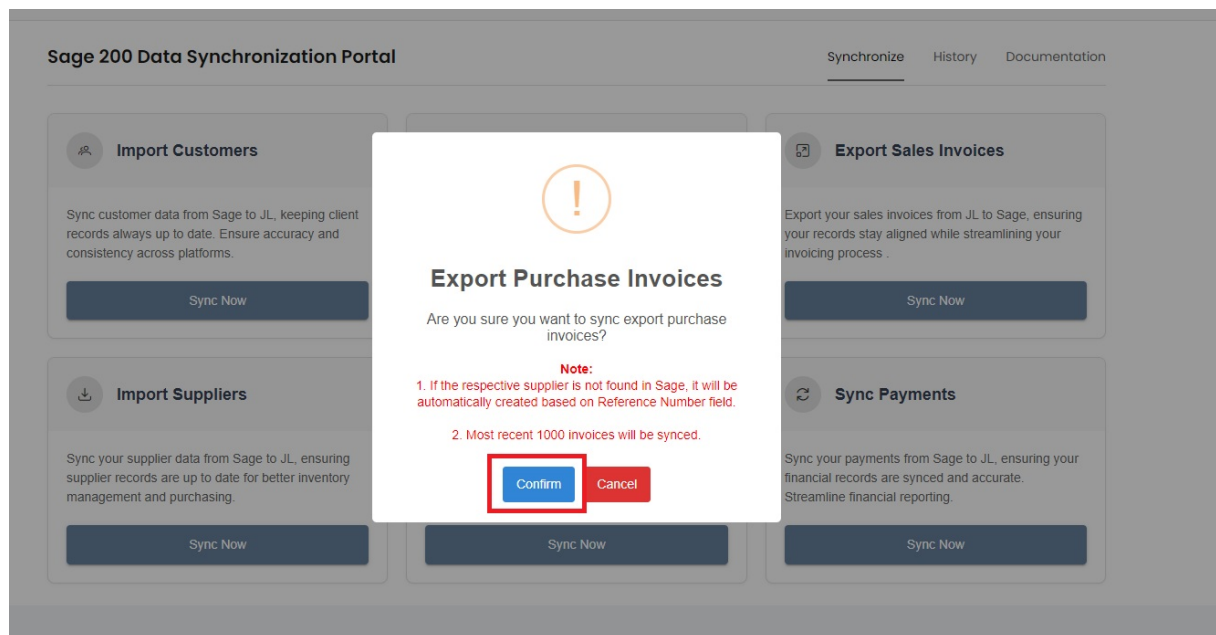 Sage 200 Data Synchronization Portal
Synchronize
History
Documentation
Import Customers
Sync customer data from Sage to JL, keeping client
records always up to date. Ensure accuracy and
consistency across platforms.
Sync Now
Export Sales Invoices
Export your sales invoices from JL to Sage, ensuring
your records stay aligned while streamlining your
invoicing process .
Sync Now
!
Export Purchase Invoices
Are you sure you want to sync export purchase
invoices?
Note:
1. If the respective supplier is not found in Sage, it will be
automatically created based on Reference Number field.
2. Most recent 1000 invoices will be synced.
Confirm
Cancel
Import Suppliers
Sync your supplier data from Sage to JL, ensuring
supplier records are up to date for better inventory
management and purchasing.
Sync Now
Sync Now
Sync Payments
Sync your payments from Sage to JL, ensuring your
financial records are synced and accurate.
Streamline financial reporting.
Sync Now